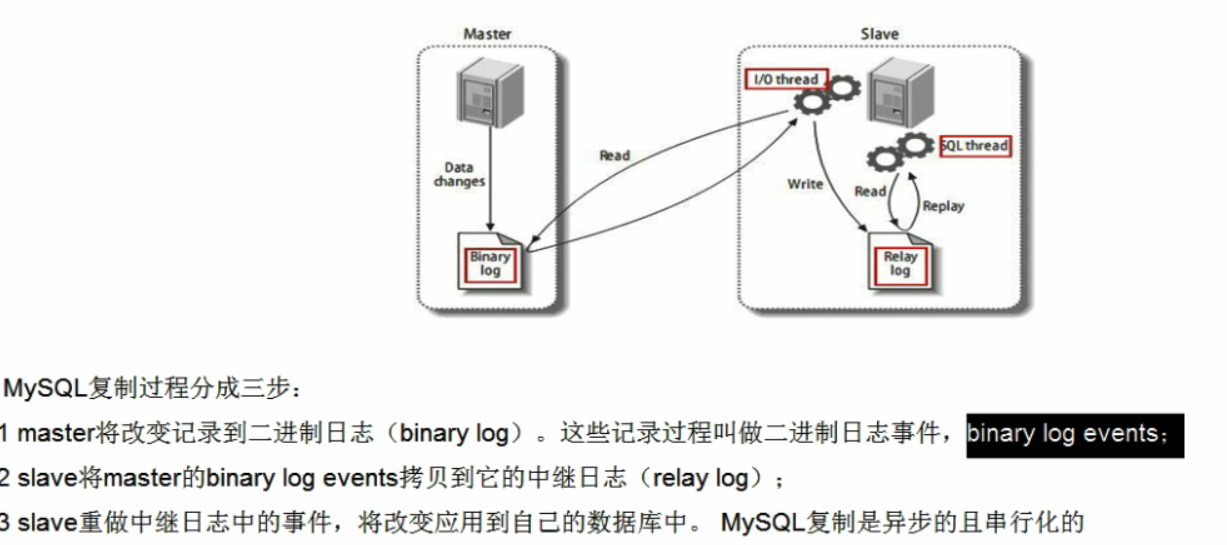 Master
Slave
I/O thread
SQL thread
Data
changes
Read
Write
Read
Replay
Binary
log
Relay
log
MySQL复制过程分成三步：
1 master将改变记录到二进制日志（binary log）。这些记录过程叫做二进制日志事件，binary log events；
2 slave将master的binary log events拷贝到它的中继日志（relay log）；
3 slave重做中继日志中的事件，将改变应用到自己的数据库中。 MySQL复制是异步的且串行化的